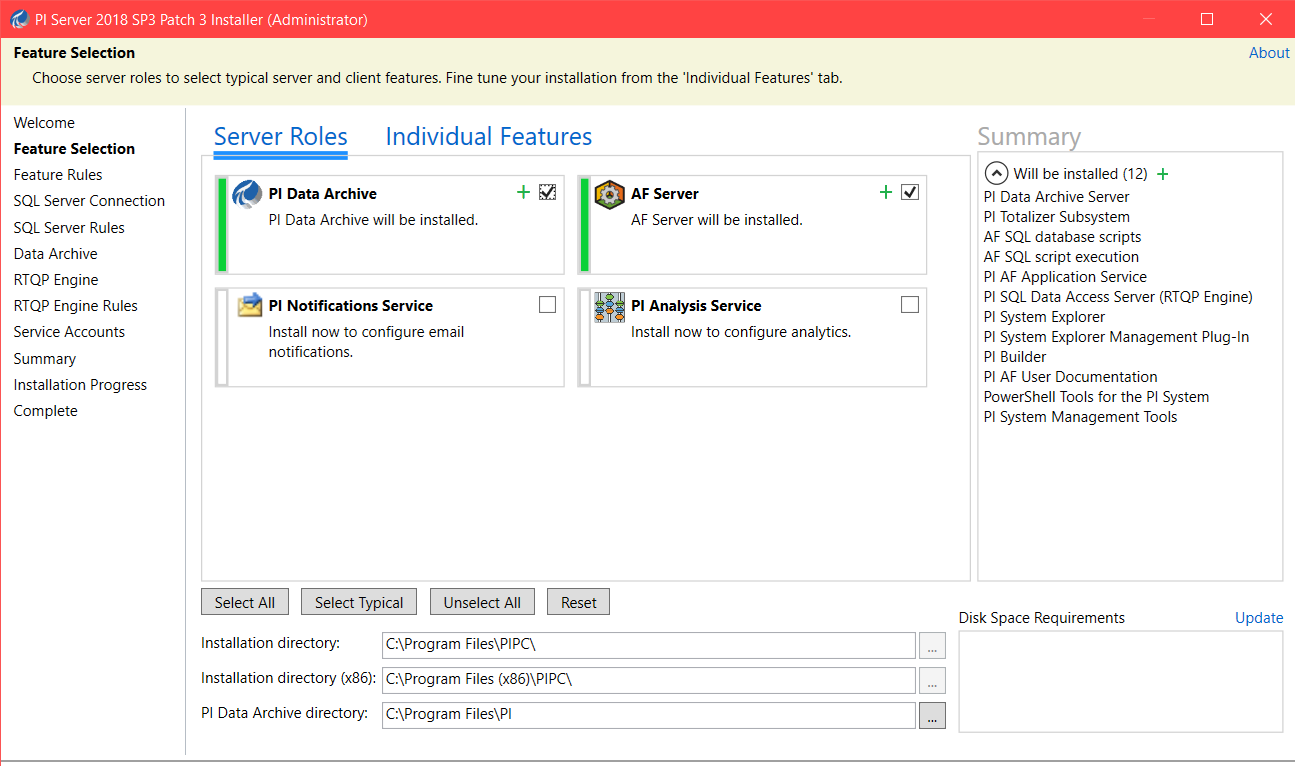 PI Server 2018 SP3 Patch 3 Installer (Administrator)
Feature Selection
About
Choose server roles to select typical server and client features. Fine tune your installation from the 'Individual Features' tab.
Welcome
Feature Selection
Feature Rules
SQL Server Connection
SQL Server Rules
Data Archive
RTQP Engine
RTQP Engine Rules
Service Accounts
Summary
Installation Progress
Complete
Server Roles
Individual Features
PI Data Archive
PI Data Archive will be installed.
AF Server
AF Server will be installed.
PI Notifications Service
Install now to configure email
notifications.
PI Analysis Service
Install now to configure analytics.
Summary
Will be installed (12)
PI Data Archive Server
PI Totalizer Subsystem
AF SQL database scripts
AF SQL script execution
PI AF Application Service
PI SQL Data Access Server (RTQP Engine)
PI System Explorer
PI System Explorer Management Plug-In
PI Builder
PI AF User Documentation
PowerShell Tools for the PI System
PI System Management Tools
Select All
Select Typical
Unselect All
Reset
Installation directory:
C:\Program Files\PIPC\
...
Installation directory (x86):
C:\Program Files (x86)\PIPC\
...
PI Data Archive directory:
C:\Program Files\PI
...
Disk Space Requirements
Update